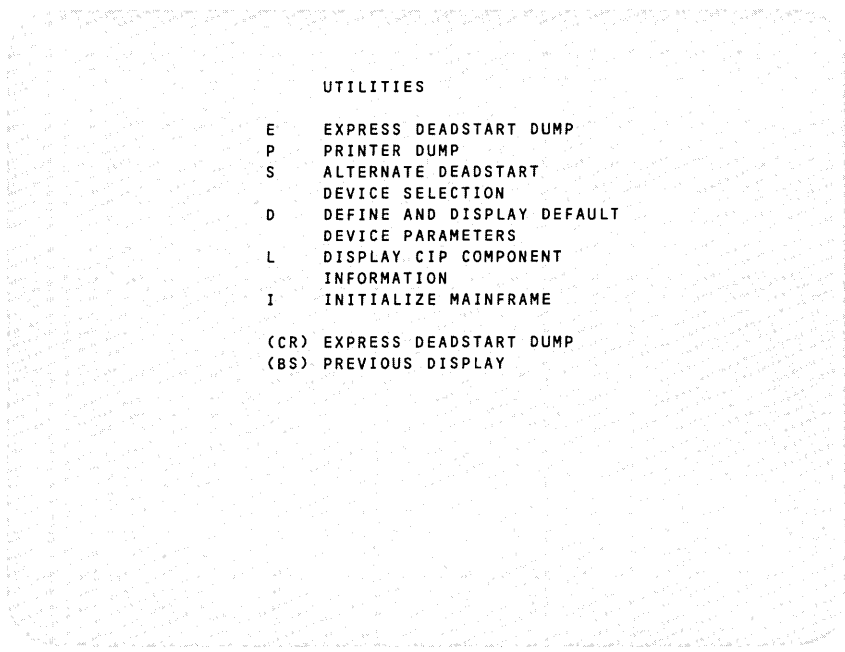 UTILITIES
E EXPRESS DEADSTART DUMP
P PRINTER DUMP
S ALTERNATE DEADSTART
DEVICE SELECTION
D DEFINE AND DISPLAY DEFAULT
DEVICE PARAMETERS
L DISPLAY CIP COMPONENT
INFORMATION
I INITIALIZE MAINFRAME
(CR) EXPRESS DEADSTART DUMP
(BS) PREVIOUS DISPLAY